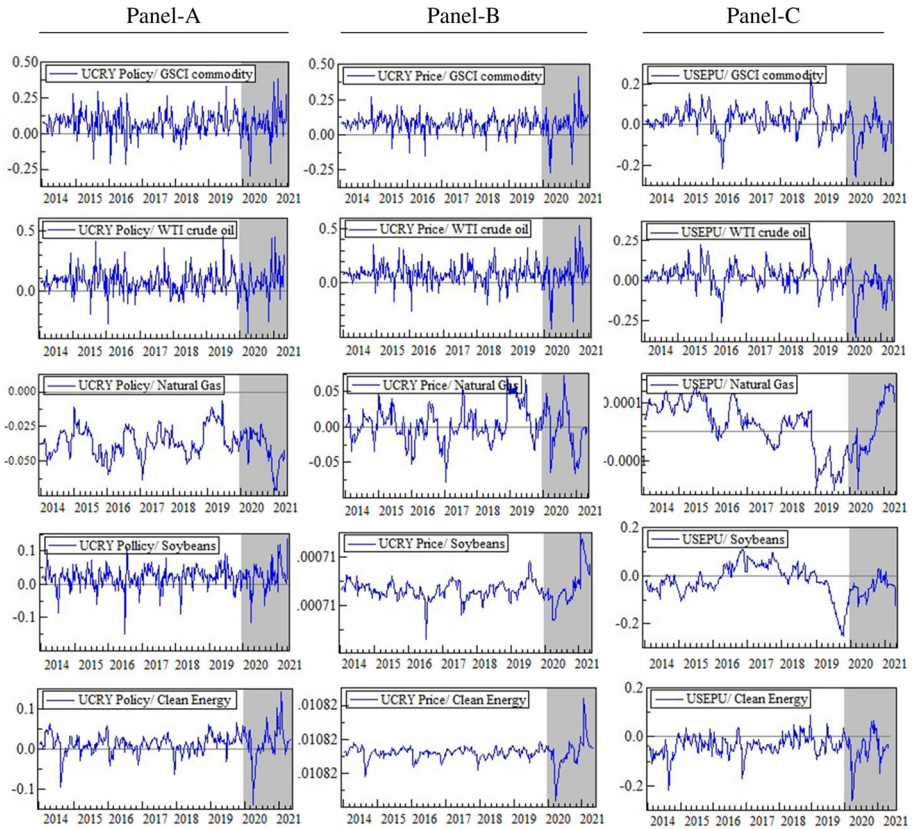 Panel-A Panel-B Panel-C
0.50 0.50
UCRY Policy/ GSCI commodity UCRY Price/ GSCI commodity USEPU/ GSCI commodity
0.25 0.25 0.2
0.00 0.00 0.0
-0.25 -0.25 -0.2
2014 2015 2016 2017 2018 2019 2020 2021 2014 2015 2016 2017 2018 2019 2020 2021 2014 2015 2016 2017 2018 2019 2020 2021
UCRY Policy/ WTI crude oil UCRY Price/ WTI crude oil USEPU/ WTI crude oil
0.5 0.5 0.25
0.0 0.0 0.00
-0.25
2014 2015 2016 2017 2018 2019 2020 2021 2014 2015 2016 2017 2018 2019 2020 2021 2014 2015 2016 2017 2018 2019 2020 2021
UCRY Policy/ Natural Gas UCRY Price/ Natural Gas USEPU/ Natural Gas
0.000 0.05 0.0001
-0.025 0.00
-0.050 -0.05 -0.0001
2014 2015 2016 2017 2018 2019 2020 2021 2014 2015 2016 2017 2018 2019 2020 2021 2014 2015 2016 2017 2018 2019 2020 2021
0.2
UCRY Pollicy/ Soybeans UCRY Price/ Soybeans USEPU/ Soybeans
0.1 .00071
0.0 0.0
-0.1 .00071 -0.2
2014 2015 2016 2017 2018 2019 2020 2021 2014 2015 2016 2017 2018 2019 2020 2021 2014 2015 2016 2017 2018 2019 2020 2021
0.2
UCRY Policy/ Clean Energy UCRY Price/ Clean Energy USEPU/ Clean Energy
0.1 .01082
0.0 .01082 0.0
-0.1 .01082 -0.2
2014 2015 2016 2017 2018 2019 2020 2021 2014 2015 2016 2017 2018 2019 2020 2021 2014 2015 2016 2017 2018 2019 2020 2021